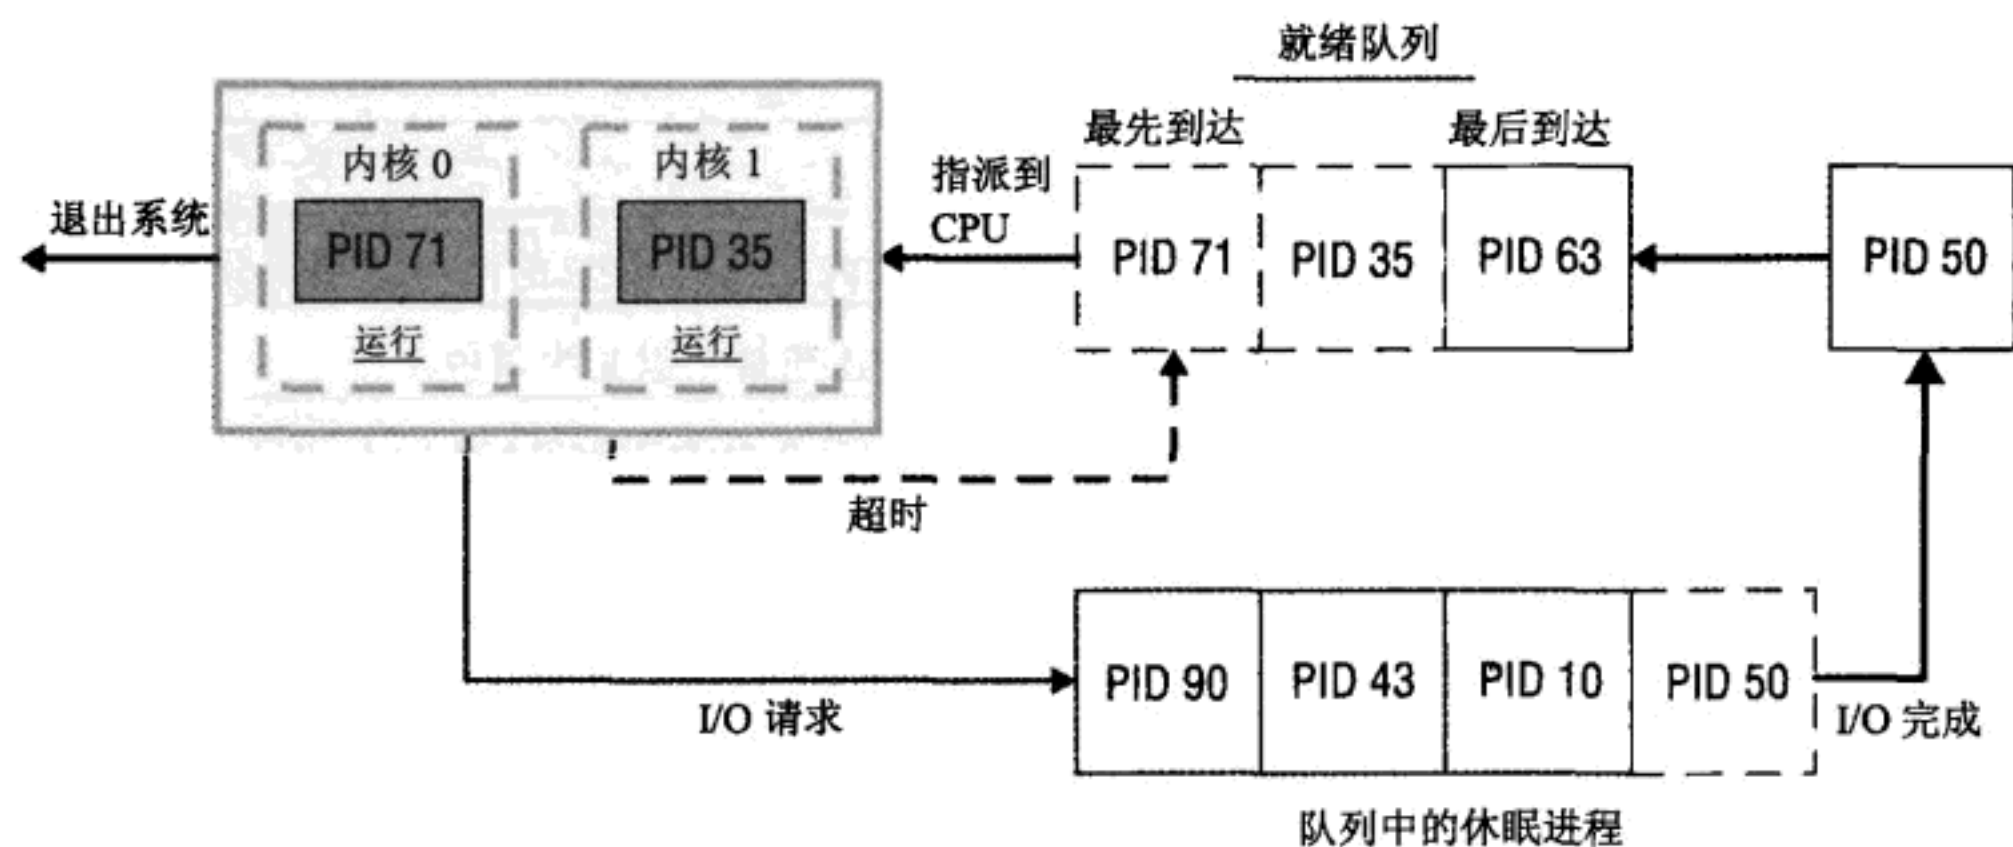 就绪队列
最先到达
最后到达
内核 0
内核 1
指派到
CPU
退出系统
PID 71
PID 35
PID 71
PID 35
PID 63
PID 50
运行
运行
超时
PID 90
PID 43
PID 10
PID 50
I/O 请求
I/O 完成
队列中的休眠进程